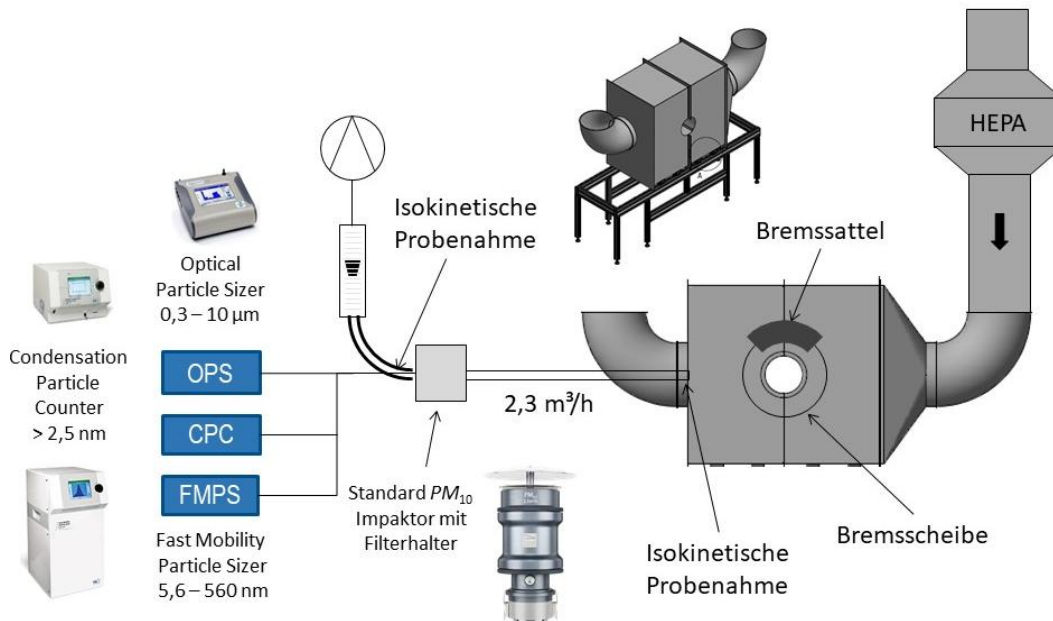 HEPA
Isokinetische
Probenahme
Bremssattel
Optical
Particle Sizer
0,3 – 10 µm
Condensation
Particle
Counter
> 2,5 nm
OPS
CPC
FMPS
2,3 m³/h
Standard PM₁₀
Impaktor mit
Filterhalter
Fast Mobility
Particle Sizer
5,6 – 560 nm
Bremsscheibe
Isokinetische
Probenahme
A